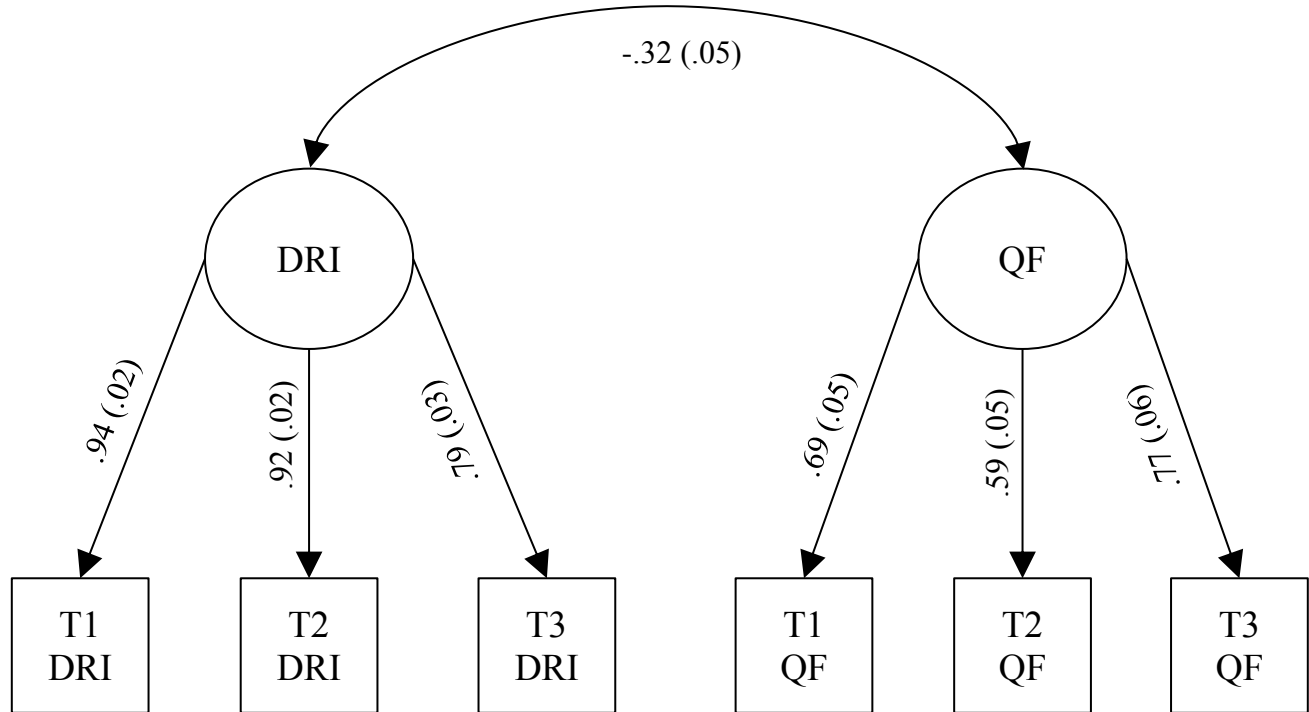 -.32 (.05)
DRI
QF
.94 (.02)
.92 (.02)
.79 (.03)
.69 (.05)
.59 (.05)
.77 (.06)
T1
DRI
T2
DRI
T3
DRI
T1
QF
T2
QF
T3
QF